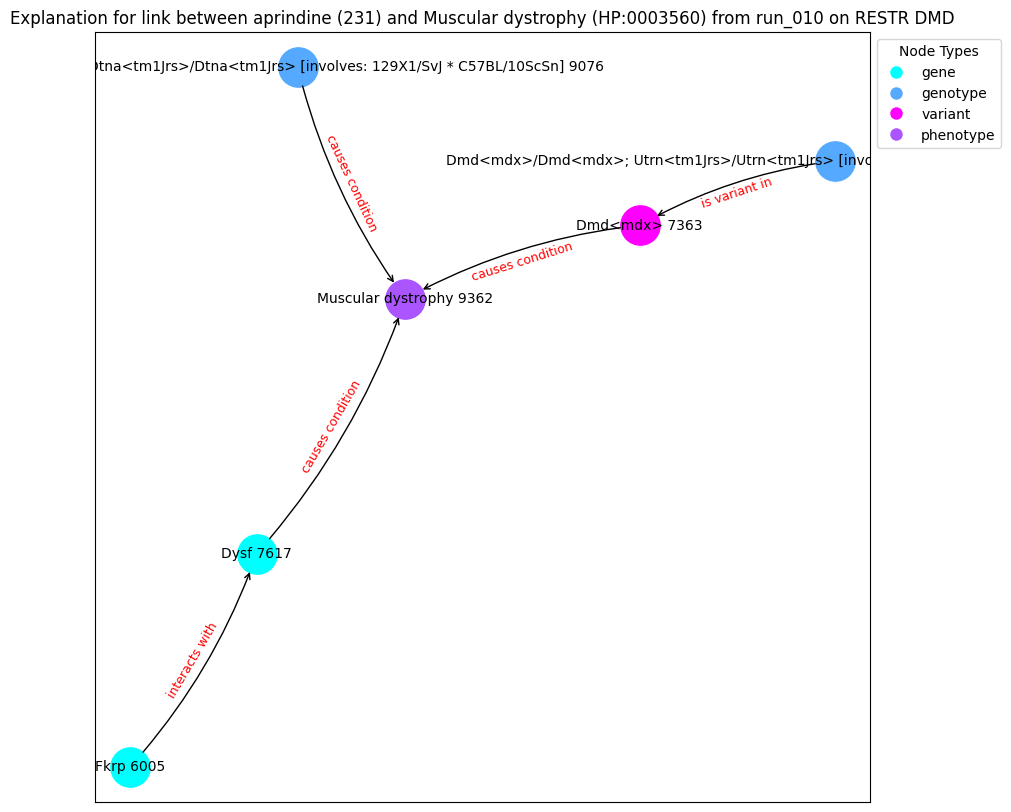 Explanation for link between aprindine (231) and Muscular dystrophy (HP:0003560) from run_010 on RESTR DMD
Node Types
gene
genotype
variant
phenotype
Dtna<tm1Jrs>/Dtna<tm1Jrs> [involves: 129X1/SvJ * C57BL/10ScSn] 9076
causes condition
Dmd<mdx>/Dmd<mdx>; Utrn<tm1Jrs>/Utrn<tm1Jrs> [invo
is variant in
Dmd<mdx> 7363
causes condition
Muscular dystrophy 9362
causes condition
Dysf 7617
interacts with
Fkrp 6005